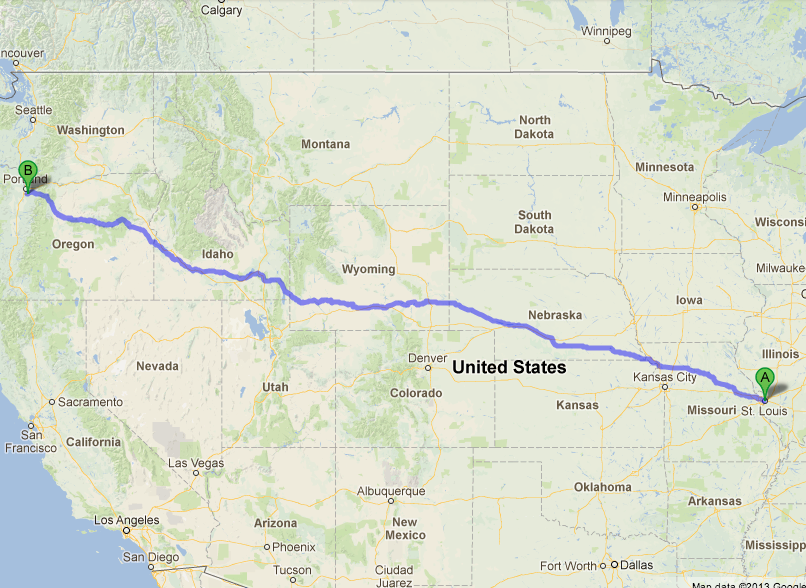 Calgary
ncouver
Winnipeg
Seattle
Washington
Montana
North
Dakota
Minnesota
B
Portland
Minneapolis
South
Dakota
Wisconsi
Oregon
Idaho
Wyoming
Milwauke
Iowa
Nebraska
Illinois
Nevada
Denver
United States
A
Utah
Colorado
Kansas City
Kansas
Missouri
St. Louis
Sacramento
San
Francisco
California
Las Vegas
Albuquerque
Oklahoma
Arkansas
Los Angeles
Arizona
New
Mexico
Phoenix
Mississipp
San Diego
Tucson
Ciudad
Juárez
Fort Worth
Dallas
Map data ©2013 Google